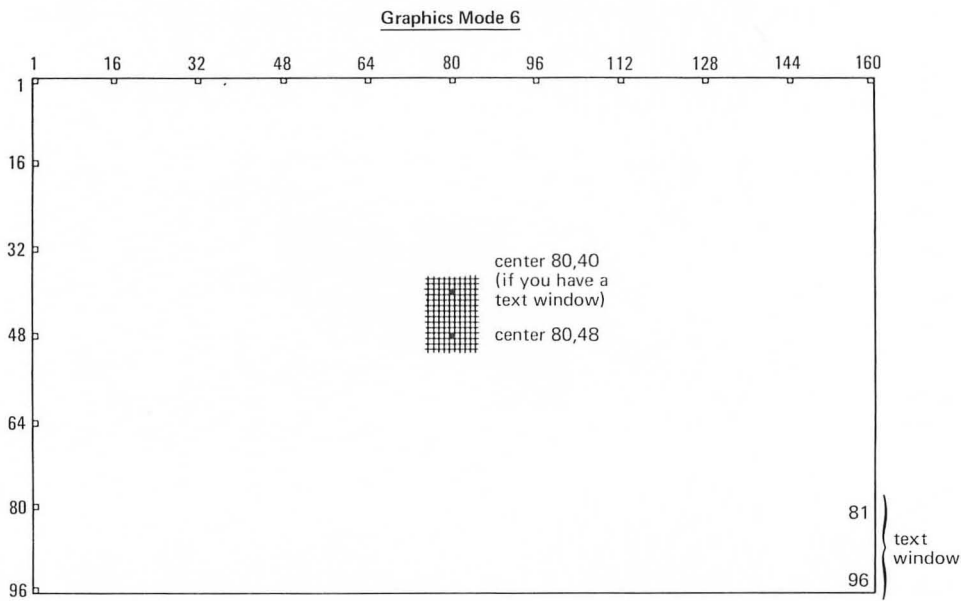 Graphics Mode 6
1 16 32 48 64 80 96 112 128 144 160
1
16
32
center 80,40
(if you have a
text window)
48
center 80,48
64
80
81
text
window
96
96